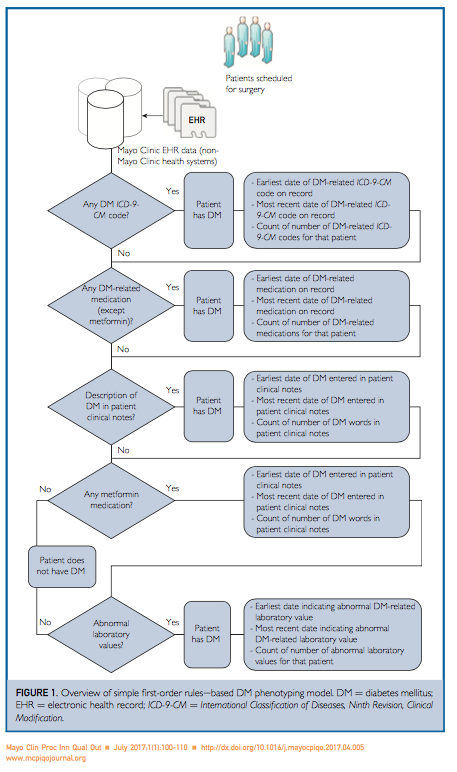 Patients scheduled
for surgery
EHR
Mayo Clinic EHR data (non-
Mayo Clinic health systems)
Any DM ICD-9-
CM code?
Yes
Patient
has DM
- Earliest date of DM-related ICD-9-CM
code on record
- Most recent date of DM-related ICD-
9-CM code on record
- Count of number of DM-related ICD-
9-CM codes for that patient
No
Any DM-related
medication
(except
metformin)?
Yes
Patient
has DM
- Earliest date of DM-related
medication on record
- Most recent date of DM-related
medication on record
- Count of number of DM-related
medications for that patient
No
Description of
DM in patient
clinical notes?
Yes
Patient
has DM
- Earliest date of DM entered in patient
clinical notes
- Most recent date of DM entered in
patient clinical notes
- Count of number of DM words in
patient clinical notes
No
No
Any metformin
medication?
Yes
- Earliest date of DM entered in patient
clinical notes
- Most recent date of DM entered in
patient clinical notes
- Count of number of DM words in
patient clinical notes
Patient does
not have DM
No
Abnormal
laboratory
values?
Yes
Patient
has DM
- Earliest date indicating abnormal DM-related
laboratory value
- Most recent date indicating abnormal
DM-related laboratory value
- Count of number of abnormal laboratory
values for that patient
FIGURE 1. Overview of simple first-order rules—based DM phenotyping model. DM = diabetes mellitus;
EHR = electronic health record; ICD-9-CM = International Classification of Diseases, Ninth Revision, Clinical
Modification.
Mayo Clin Proc Inn Qual Out ■ July 2017;1(1):100-110 ■ http://dx.doi.org/10.1016/j.mayocpiqo.2017.04.005
www.mcpiqojournal.org